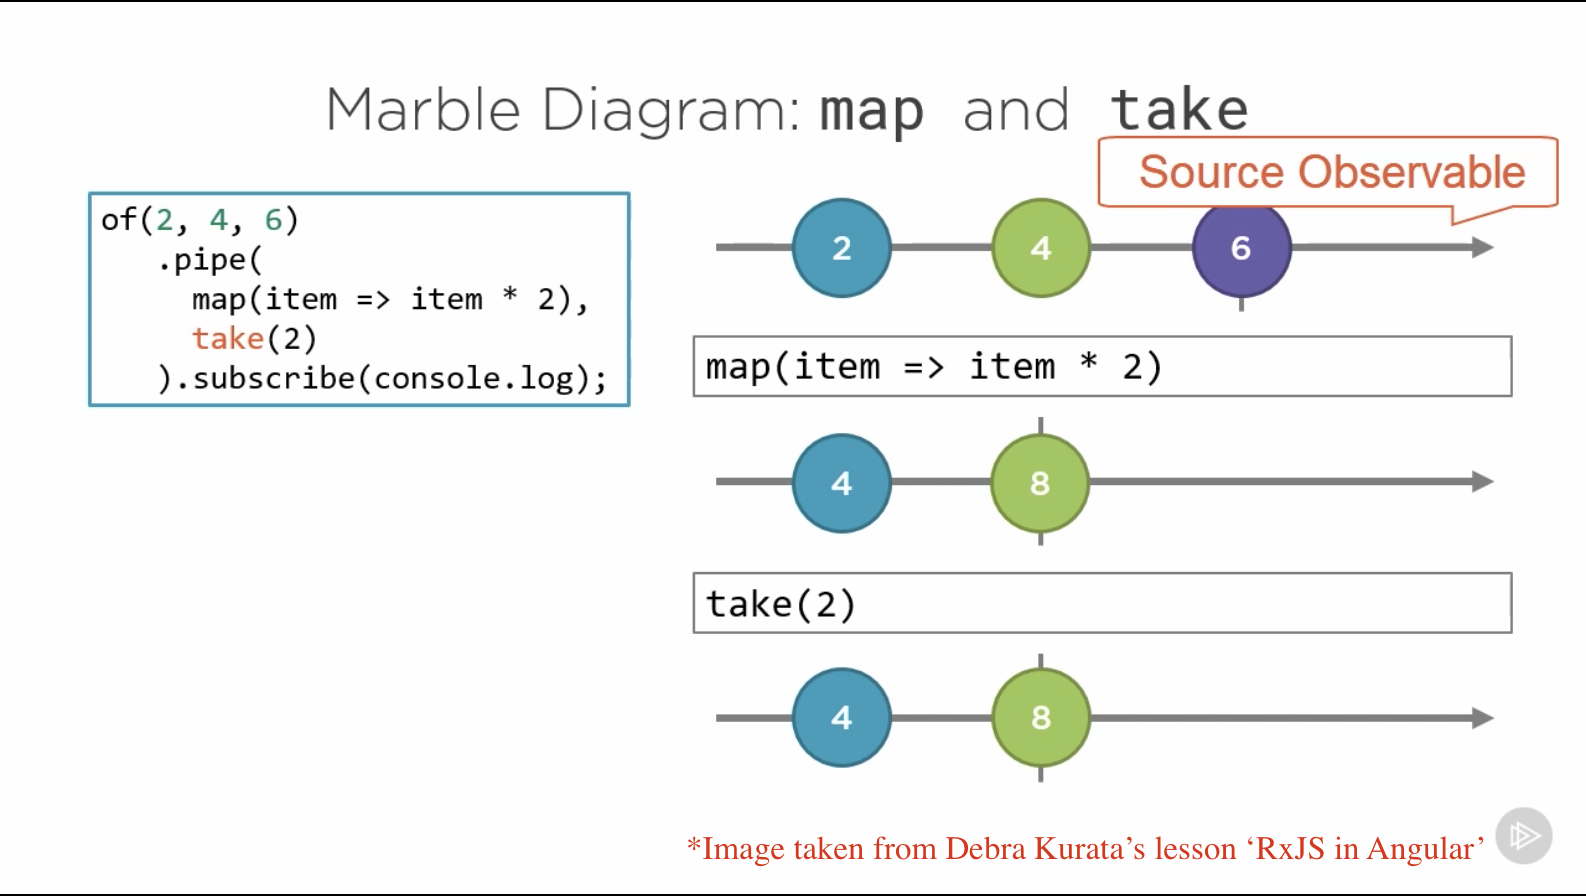 Marble Diagram: map and take
Source Observable
of(2, 4, 6)
.pipe(
map(item => item * 2),
take(2)
).subscribe(console.log);
2 4 6
map(item => item * 2)
4 8
take(2)
4 8
*Image taken from Debra Kurata’s lesson ‘RxJS in Angular’